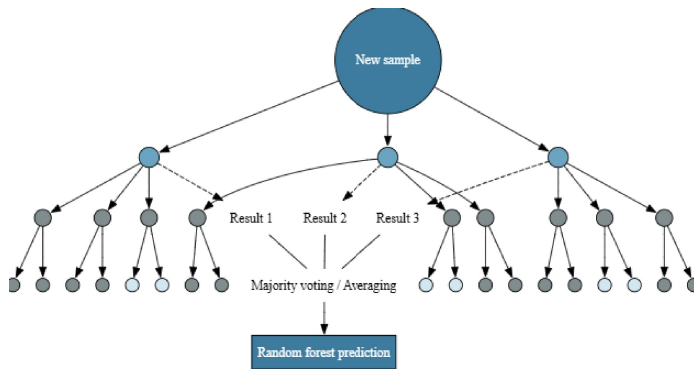 New sample
Result 1
Result 2
Result 3
Majority voting / Averaging
Random forest prediction